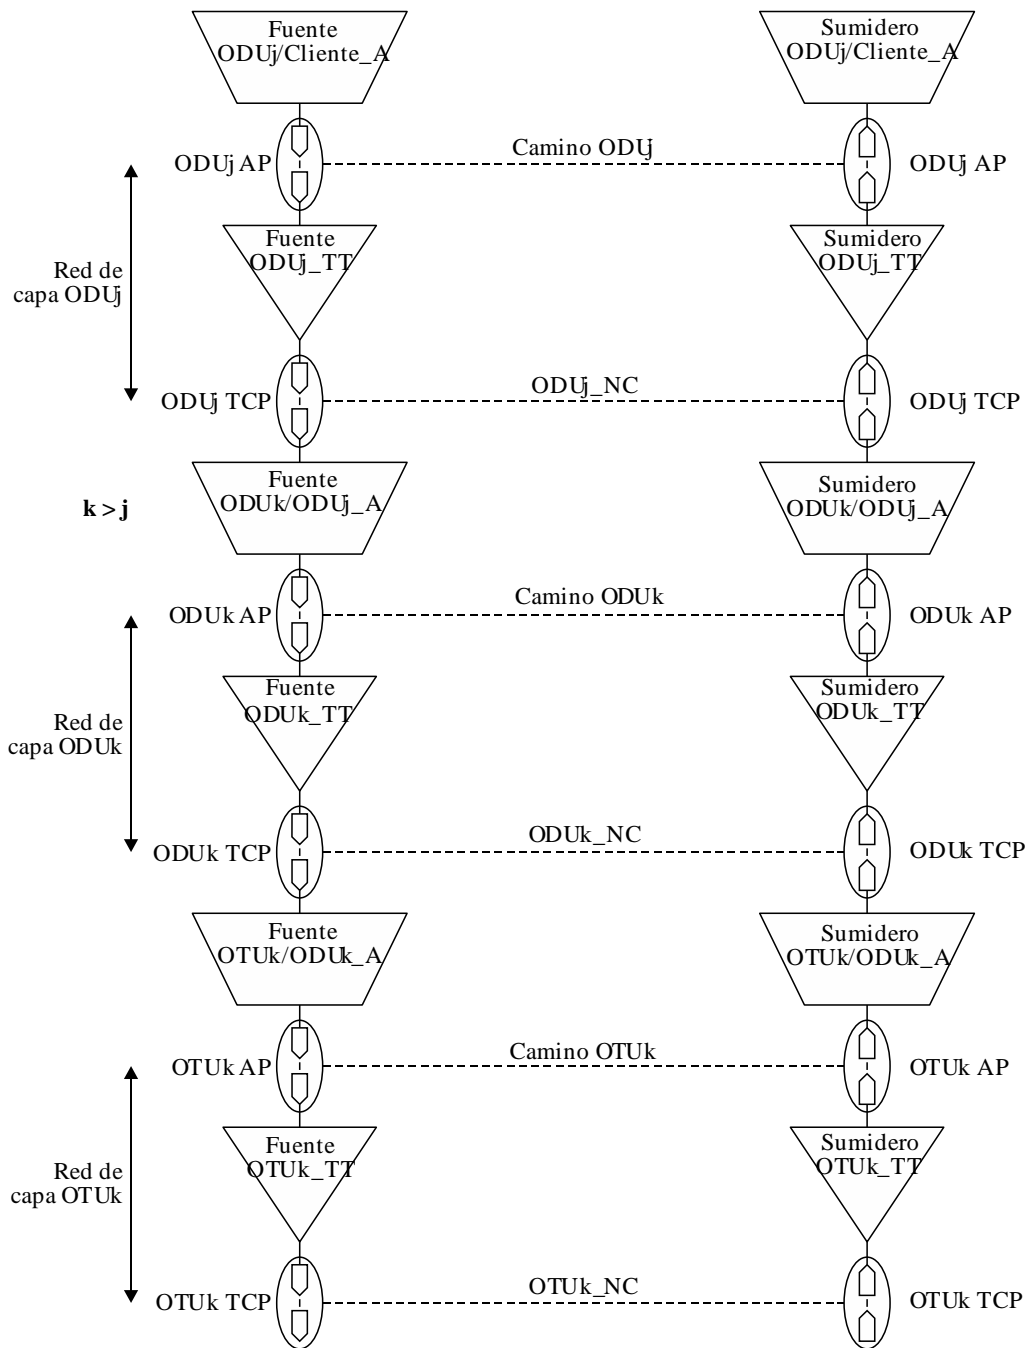 Fuente
ODUj/Cliente_A
Sumidero
ODUj/Cliente_A
ODUj AP
Camino ODUj
ODUj AP
Fuente
ODUj_TT
Sumidero
ODUj_TT
Red de
capa ODUj
ODUj TCP
ODUj_NC
ODUj TCP
k > j
Fuente
ODUk/ODUj_A
Sumidero
ODUk/ODUj_A
ODUk AP
Camino ODUk
ODUk AP
Fuente
ODUk_TT
Sumidero
ODUk_TT
Red de
capa ODUk
ODUk TCP
ODUk_NC
ODUk TCP
Fuente
OTUk/ODUk_A
Sumidero
OTUk/ODUk_A
OTUk AP
Camino OTUk
OTUk AP
Fuente
OTUk_TT
Sumidero
OTUk_TT
Red de
capa OTUk
OTUk TCP
OTUk_NC
OTUk TCP